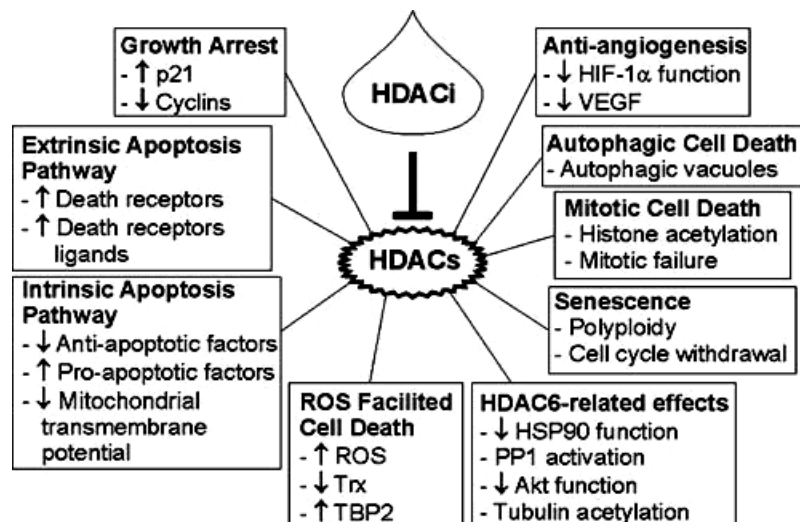 Growth Arrest
- ↑ p21
- ↓ Cyclins
HDACi
Anti-angiogenesis
- ↓ HIF-1α function
- ↓ VEGF
Extrinsic Apoptosis
Pathway
- ↑ Death receptors
- ↑ Death receptors
ligands
Autophagic Cell Death
- Autophagic vacuoles
Mitotic Cell Death
- Histone acetylation
- Mitotic failure
HDACs
Intrinsic Apoptosis
Pathway
- ↓ Anti-apoptotic factors
- ↑ Pro-apoptotic factors
- ↓ Mitochondrial
transmembrane
potential
Senescence
- Polyploidy
- Cell cycle withdrawal
ROS Facilited
Cell Death
- ↑ ROS
- ↓ Trx
- ↑ TBP2
HDAC6-related effects
- ↓ HSP90 function
- PP1 activation
- ↓ Akt function
- Tubulin acetylation